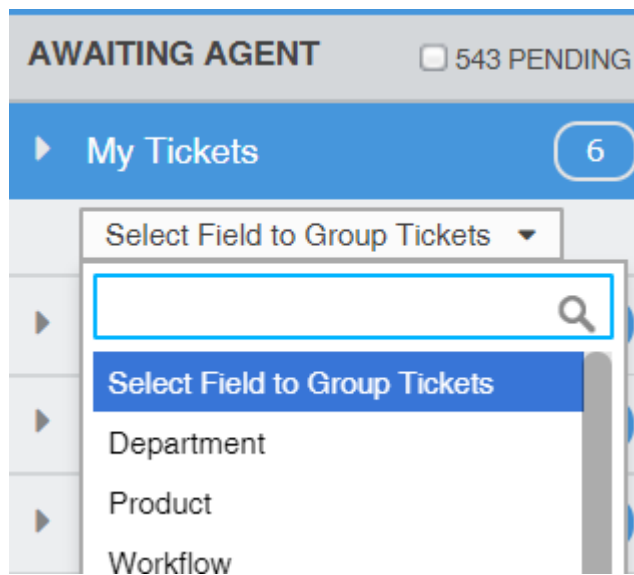 AWAITING AGENT 543 PENDING
My Tickets 6
Select Field to Group Tickets
Select Field to Group Tickets
Department
Product
Workflow